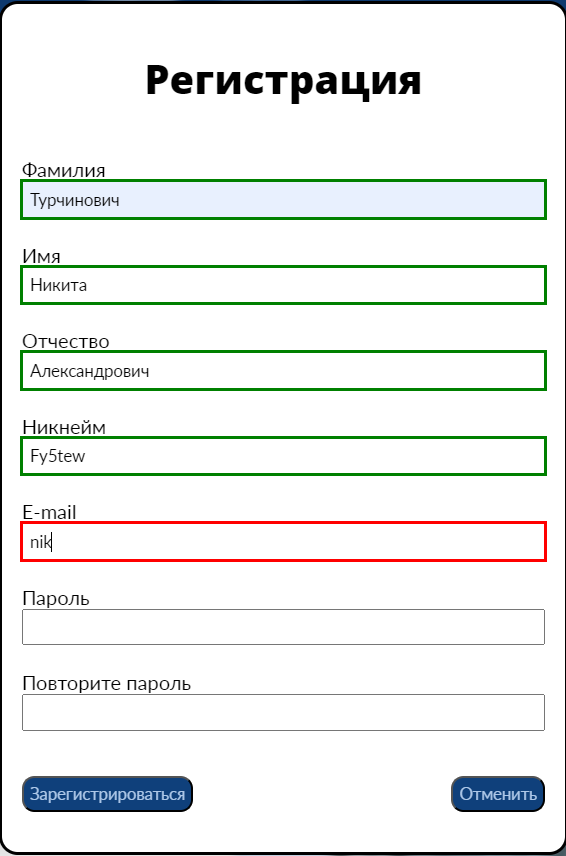 Регистрация
Фамилия
Турчинович
Имя
Никита
Отчество
Александрович
Никнейм
Fy5tew
E-mail
nik
Пароль
Повторите пароль
Зарегистрироваться
Отменить